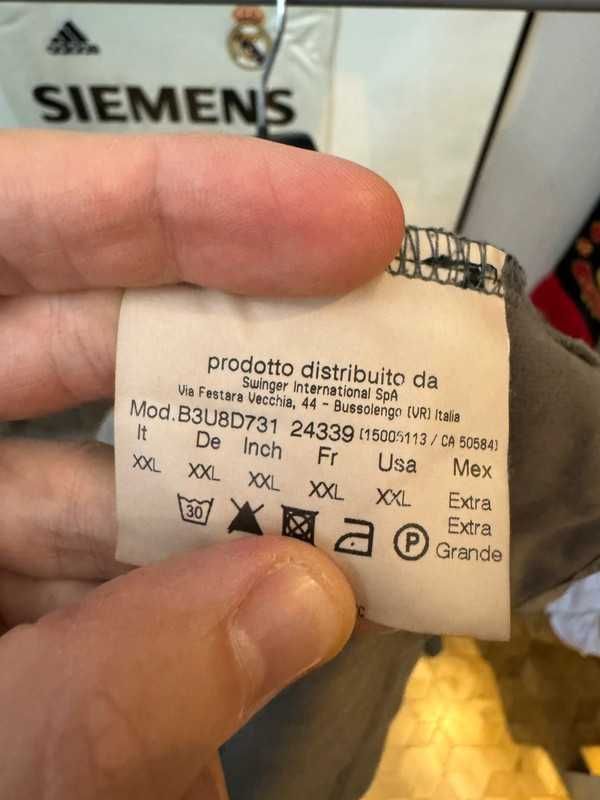 adidas
SIEMENS
prodotto distribuito da
Swinger International SpA
Via Festara Vecchia, 44 - Bussolengo (VR) Italia
Mod.B3U8D731 24339 (15005113 / CA 50584)
It De Inch Fr Usa Mex
XXL XXL XXL XXL XXL Extra
Extra
Grande
30
P